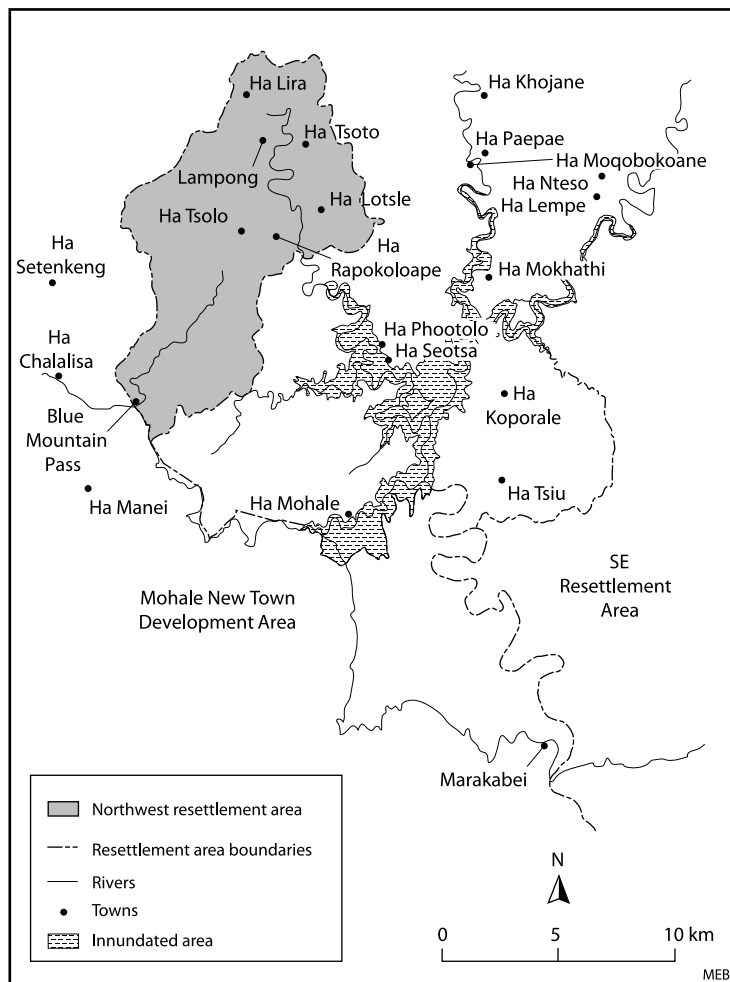 Ha Lira
Ha Khojane
Ha Tsoto
Ha Paepae
Ha Moqobokoane
Lampong
Ha Nteso
Ha Lempe
Ha Lotsle
Ha Tsolo
Ha
Rapokoloape
Ha
Setenkeng
Ha Mokhathi
Ha Phootolo
Ha Seotsa
Ha
Chalalisa
Ha
Koporale
Blue
Mountain
Pass
Ha Manei
Ha Mohale
Ha Tsiu
SE
Resettlement
Area
Mohale New Town
Development Area
Marakabei
Northwest resettlement area
Resettlement area boundaries
Rivers
Towns
Innundated area
N
0
5
10 km
MEB